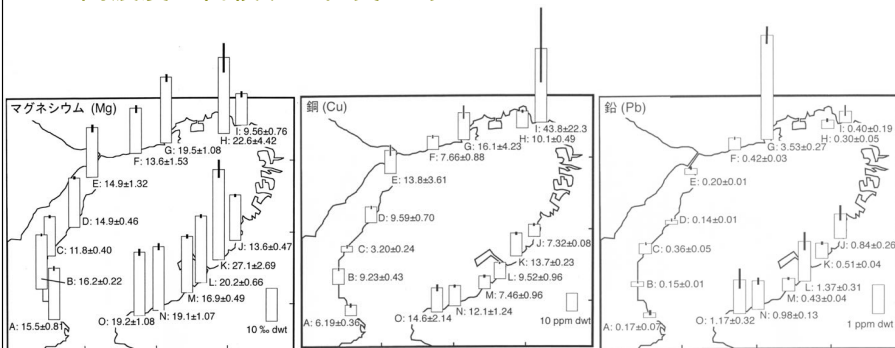 マグネシウム (Mg)
I: 9.56±0.76
H: 22.6±4.42
G: 19.5±1.08
F: 13.6±1.53
E: 14.9±1.32
D: 14.9±0.46
C: 11.8±0.40
B: 16.2±0.22
A: 15.5±0.81
J: 13.6±0.47
K: 27.1±2.69
L: 20.2±0.66
M: 16.9±0.49
N: 19.1±1.07
O: 19.2±1.08
10 ‰ dwt
銅 (Cu)
I: 43.8±22.3
H: 10.1±0.49
G: 16.1±4.23
F: 7.66±0.88
E: 13.8±3.61
D: 9.59±0.70
C: 3.20±0.24
B: 9.23±0.43
A: 6.19±0.36
J: 7.32±0.08
K: 13.7±0.23
L: 9.52±0.96
M: 7.46±0.96
N: 12.1±1.24
O: 14.6±2.14
10 ppm dwt
鉛 (Pb)
I: 0.40±0.19
H: 0.30±0.05
G: 3.53±0.27
F: 0.42±0.03
E: 0.20±0.01
D: 0.14±0.01
C: 0.36±0.05
B: 0.15±0.01
A: 0.17±0.07
J: 0.84±0.26
K: 0.51±0.04
L: 1.37±0.31
M: 0.43±0.04
N: 0.98±0.13
O: 1.17±0.32
1 ppm dwt